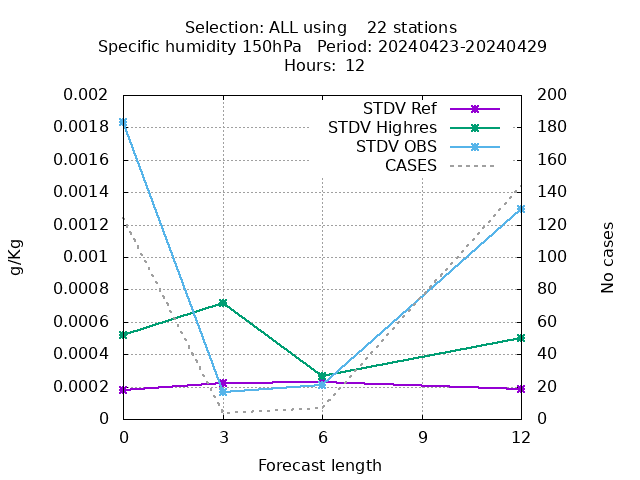 Selection: ALL using 22 stations
Specific humidity 150hPa Period: 20240423-20240429
Hours: 12
STDV Ref
STDV Highres
STDV OBS
CASES
0.002
0.0018
0.0016
0.0014
0.0012
0.001
0.0008
0.0006
0.0004
0.0002
0
g/Kg
200
180
160
140
120
100
80
60
40
20
0
No cases
0 3 6 9 12
Forecast length